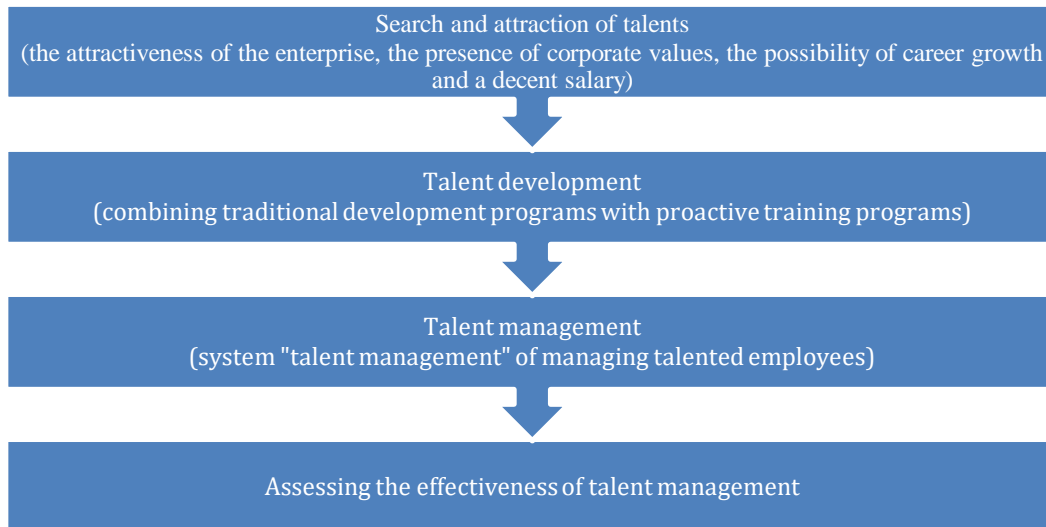 Search and attraction of talents
(the attractiveness of the enterprise, the presence of corporate values, the possibility of career growth
and a decent salary)
Talent development
(combining traditional development programs with proactive training programs)
Talent management
(system "talent management" of managing talented employees)
Assessing the effectiveness of talent management